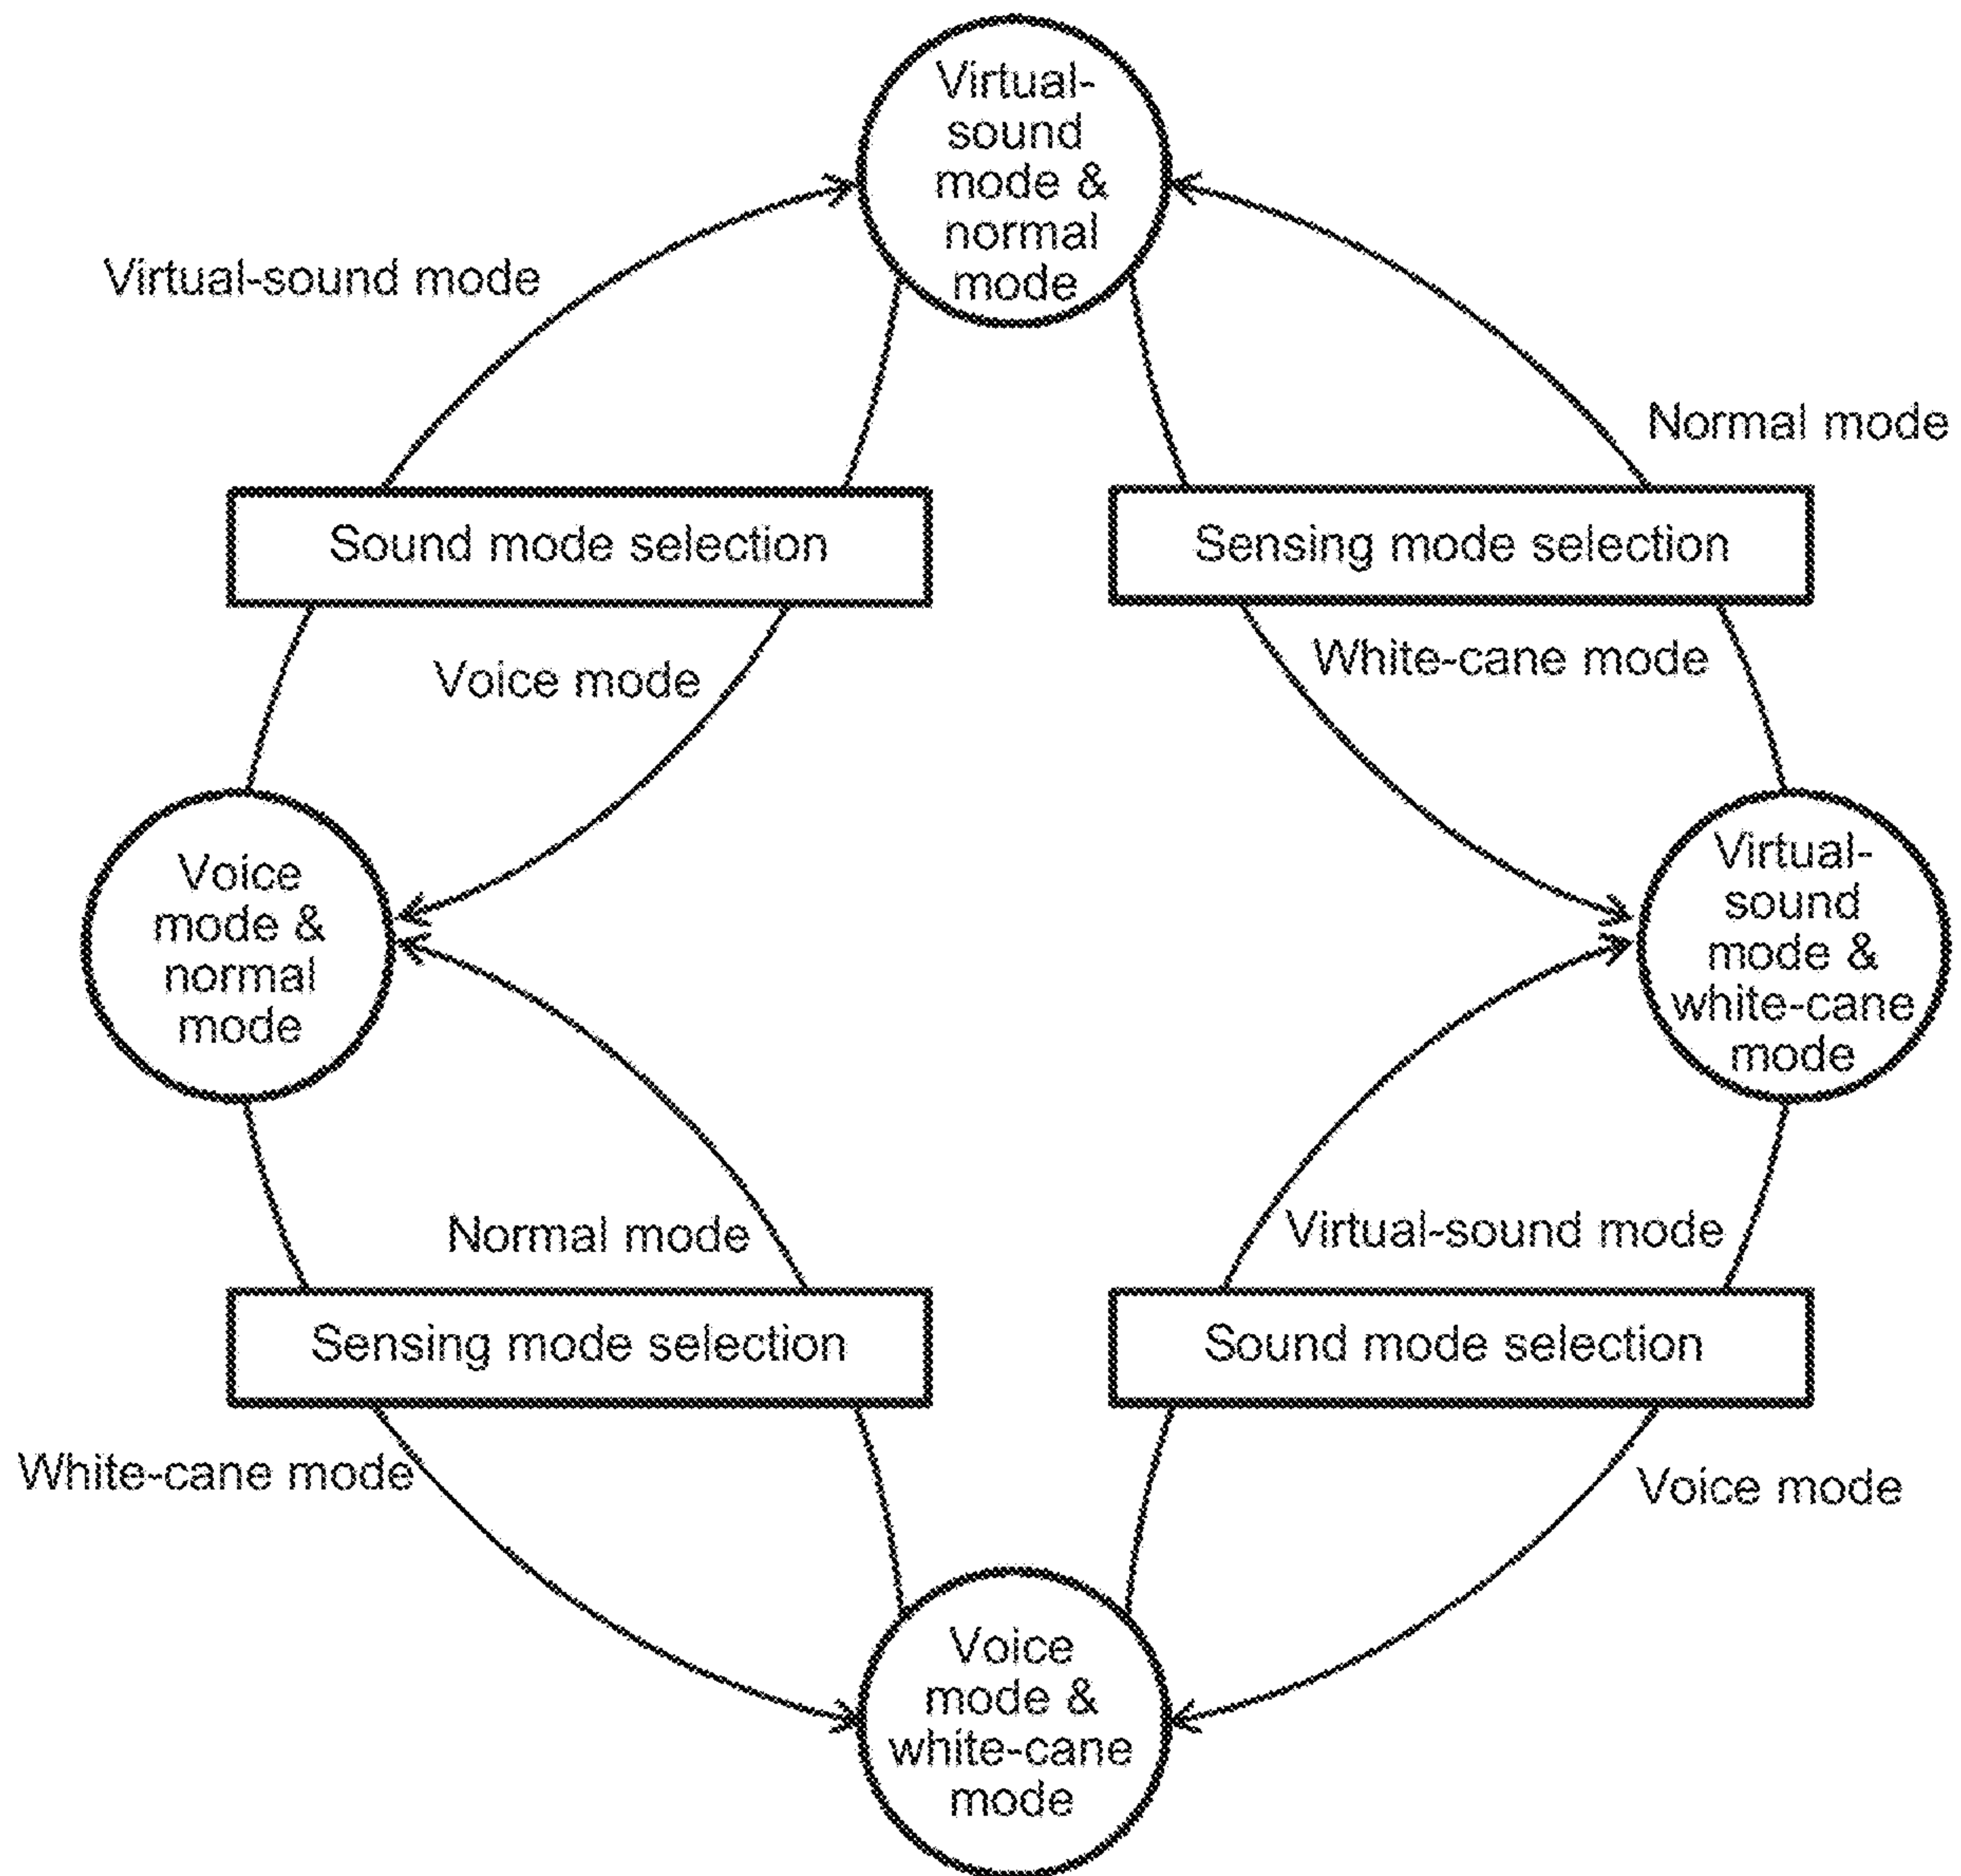 Virtual-
sound
mode &
normal
mode
Virtual-sound mode
Normal mode
Sound mode selection
Sensing mode selection
Voice mode
White-cane mode
Voice
mode &
normal
mode
Virtual-
sound
mode &
white-cane
mode
Normal mode
Virtual-sound mode
Sensing mode selection
Sound mode selection
White-cane mode
Voice mode
Voice
mode &
white-cane
mode